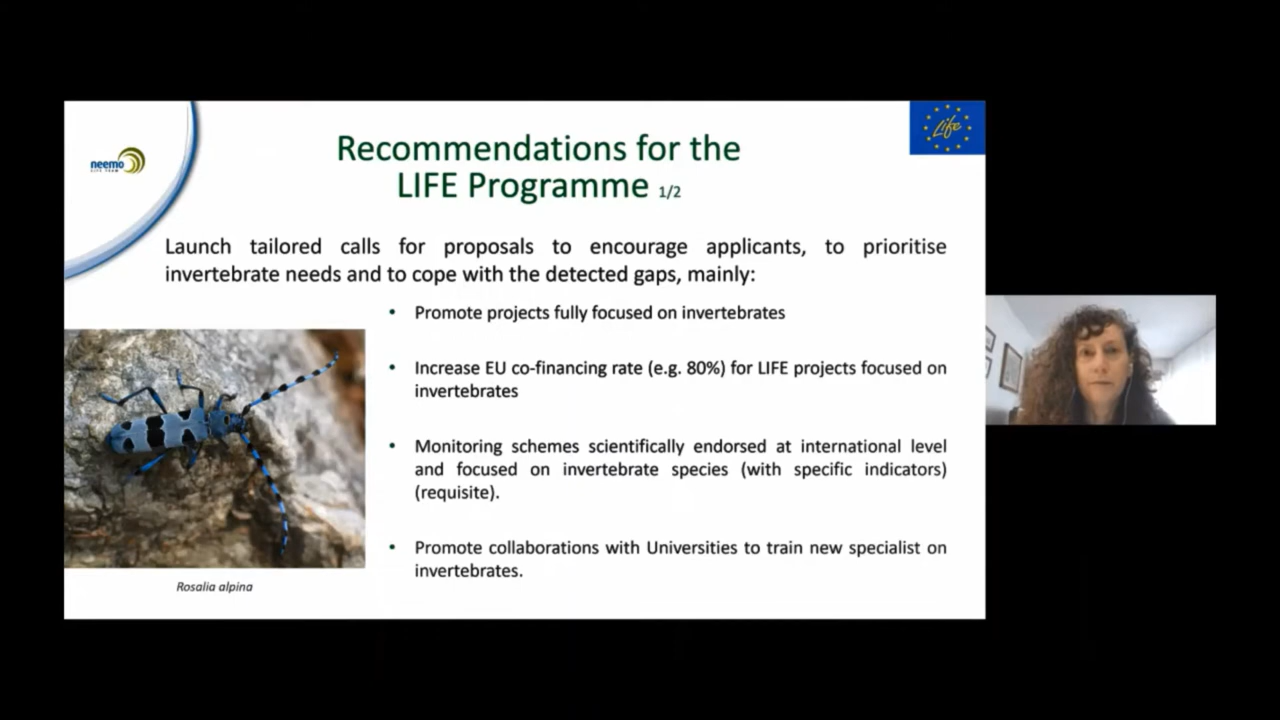 neemo
LIFE TEAM
Life
Recommendations for the
LIFE Programme 1/2
Launch tailored calls for proposals to encourage applicants, to prioritise
invertebrate needs and to cope with the detected gaps, mainly:
• Promote projects fully focused on invertebrates
• Increase EU co-financing rate (e.g. 80%) for LIFE projects focused on
invertebrates
• Monitoring schemes scientifically endorsed at international level
and focused on invertebrate species (with specific indicators)
(requisite).
• Promote collaborations with Universities to train new specialist on
invertebrates.
Rosalia alpina